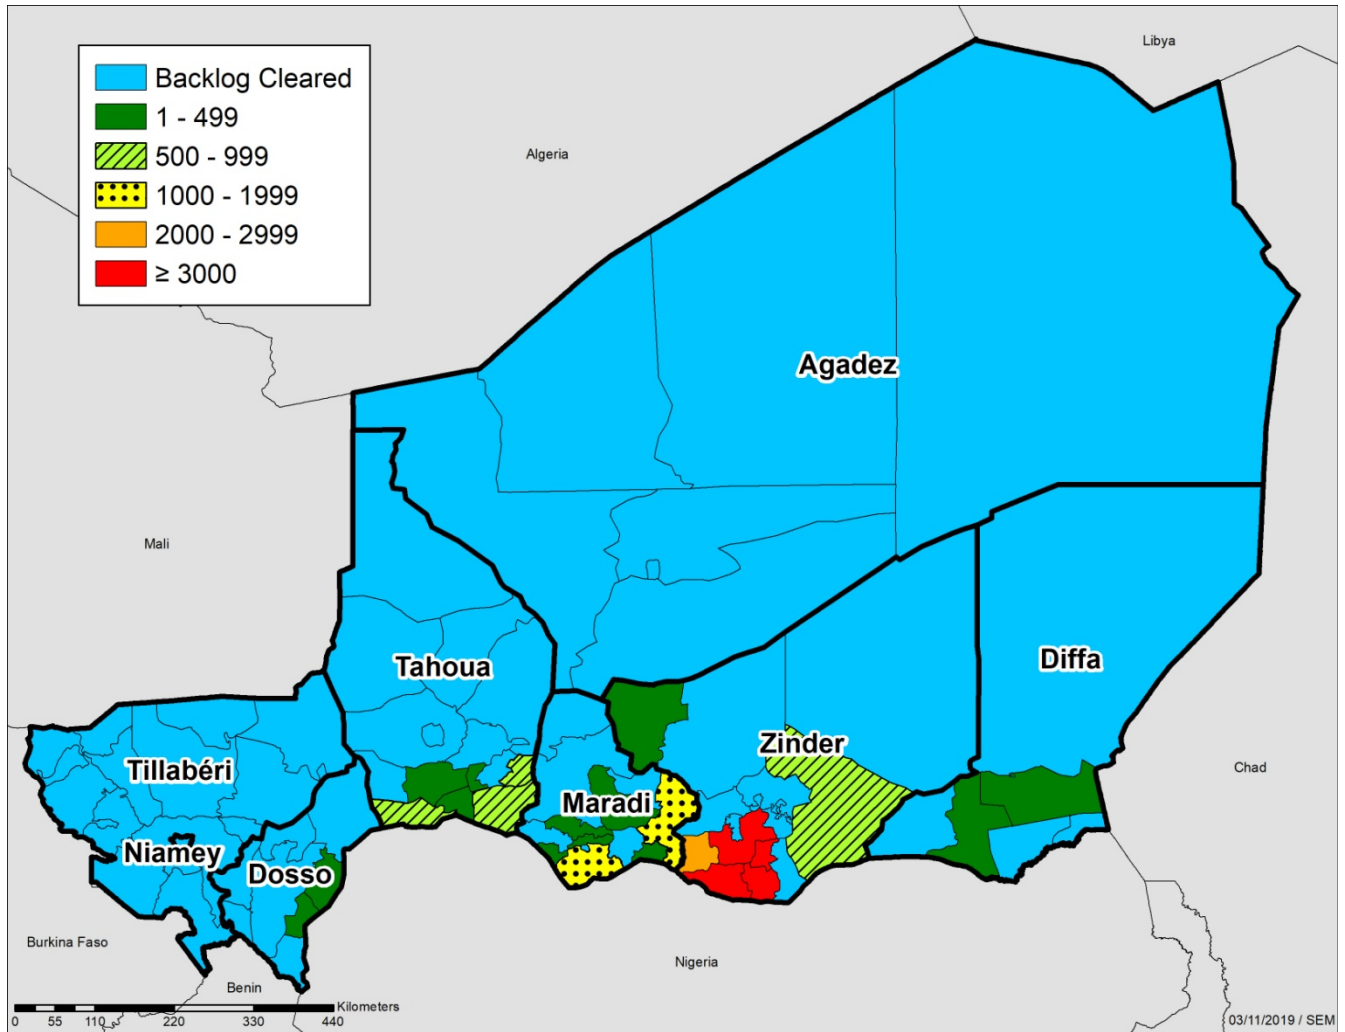 Libya
Backlog Cleared
1 - 499
500 - 999
1000 - 1999
2000 - 2999
≥ 3000
Algeria
Agadez
Mali
Tahoua
Diffa
Zinder
Tillabéri
Chad
Maradi
Niamey
Dosso
Burkina Faso
Nigeria
Benin
Kilometers
0 55 110 220 330 440
03/11/2019 / SEM